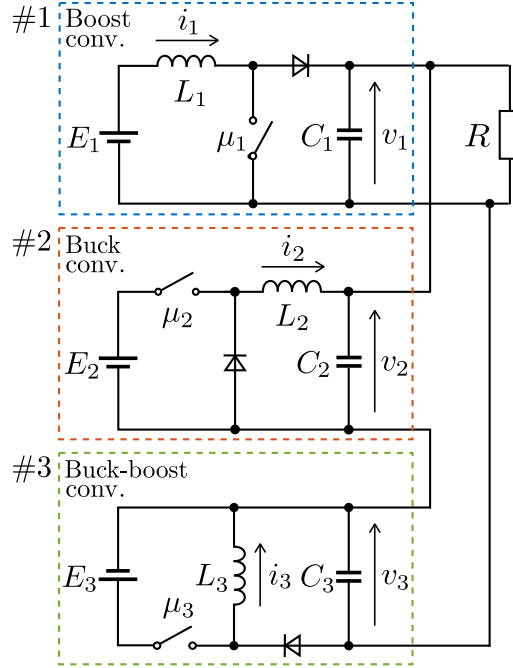 #1
Boost
conv.
i₁
L₁
E₁
μ₁
C₁
v₁
R
#2
Buck
conv.
i₂
μ₂
L₂
E₂
C₂
v₂
#3
Buck-boost
conv.
E₃
L₃
i₃
C₃
v₃
μ₃